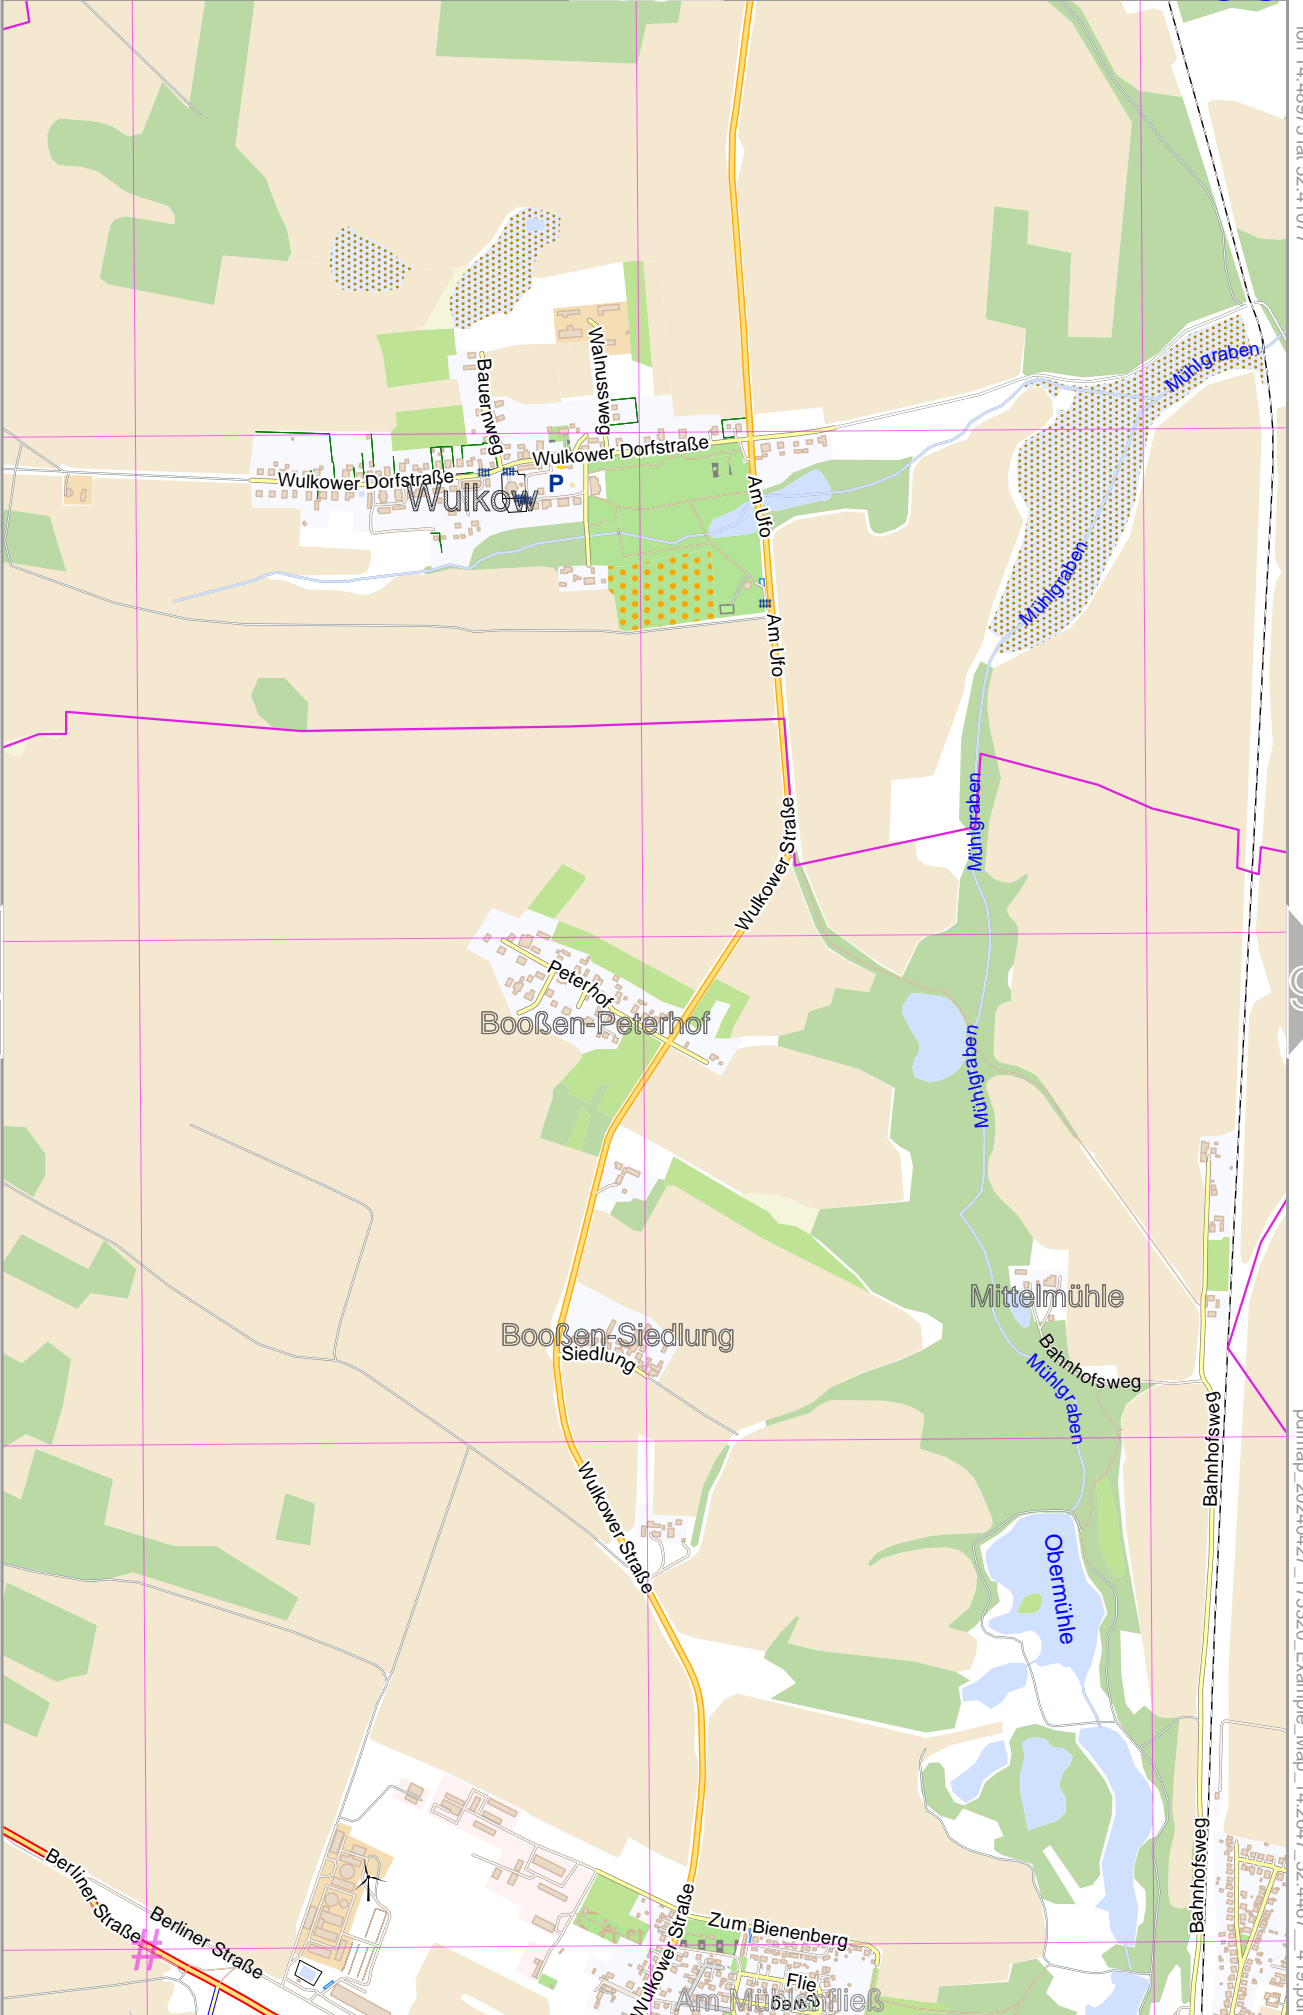 Mühlgraben
Walnussweg
Bauernweg
Wulkower Dorfstraße
Wulkower Dorfstraße
P
Wulkow
Am Ufo
Mühlgraben
Am Ufo
Mühlgraben
Wulkower Straße
Peterhof
Booßen-Peterhof
Mühlgraben
Mittelmühle
Booßen-Siedlung
Siedlung
Bahnhofsweg
Mühlgraben
Bahnhofsweg
Wulkower Straße
Obermühle
Bahnhofsweg
Berliner Straße
Berliner Straße
#
Wulkower Straße
Zum Bienenberg
Flie
Am Mühlenfließ